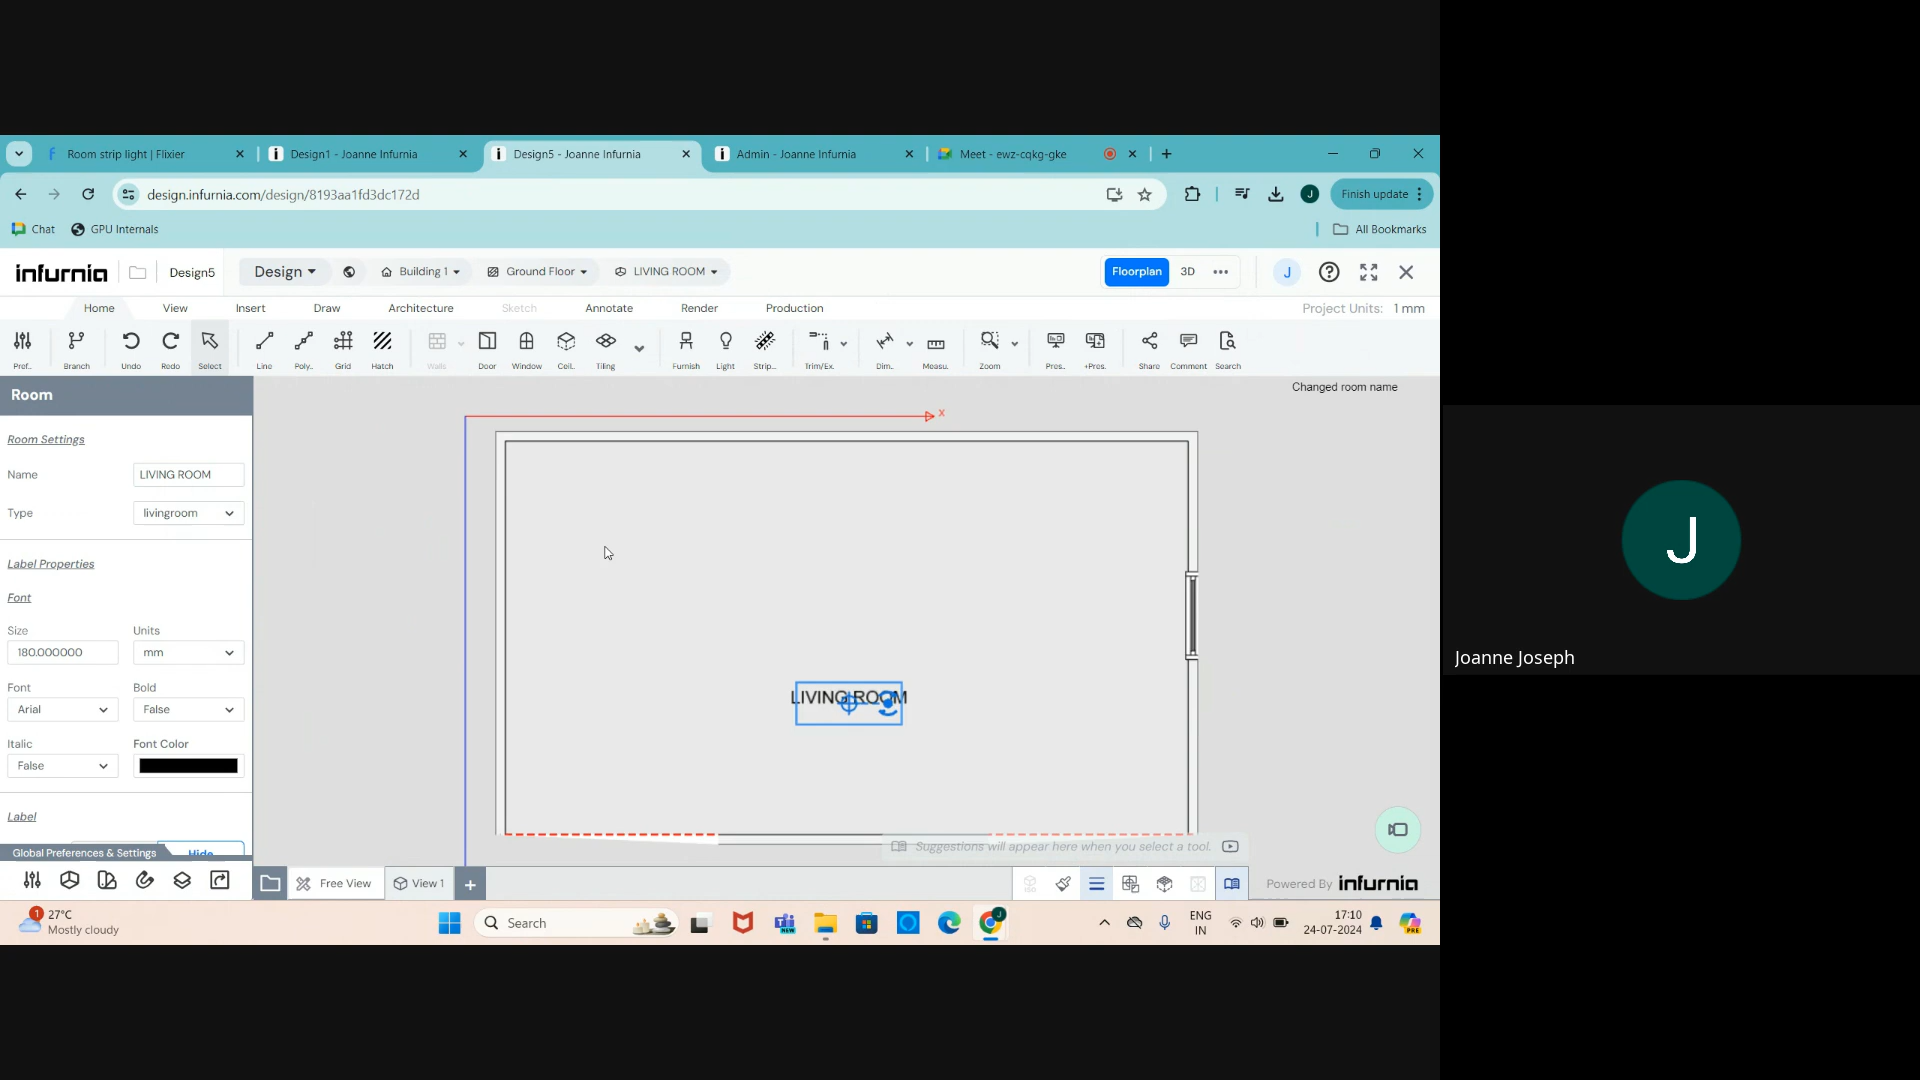 Room strip light | Flixier
Design1 - Joanne Infurnia
Design5 - Joanne Infurnia
Admin - Joanne Infurnia
Meet - ewz-cqkg-gke
design.infurnia.com/design/8193aa1fd3dc172d
J
Finish update
Chat
GPU Internals
All Bookmarks
infurnia
Design5
Design
Building 1
Ground Floor
LIVING ROOM
Floorplan
3D
J
Home
View
Insert
Draw
Architecture
Sketch
Annotate
Render
Production
Project Units: 1 mm
Pref..
Branch
Undo
Redo
Select
Line
Poly..
Grid
Hatch
Walls
Door
Window
Ceil..
Tiling
Furnish
Light
Strip...
Trim/Ex.
Dim..
Measu.
Zoom
Pres..
+Pres.
Share
Comment
Search
Room
Changed room name
X
Room Settings
Name
LIVING ROOM
Type
livingroom
Label Properties
Font
Size
Units
180.000000
mm
Font
Bold
Arial
False
Italic
Font Color
False
Label
Hide
Global Preferences & Settings
LIVING ROOM
Suggestions will appear here when you select a tool.
Free View
View 1
Powered By infurnia
J
Joanne Joseph
1
27°C
Mostly cloudy
Search
NEW
J
ENG
IN
17:10
24-07-2024
PRE